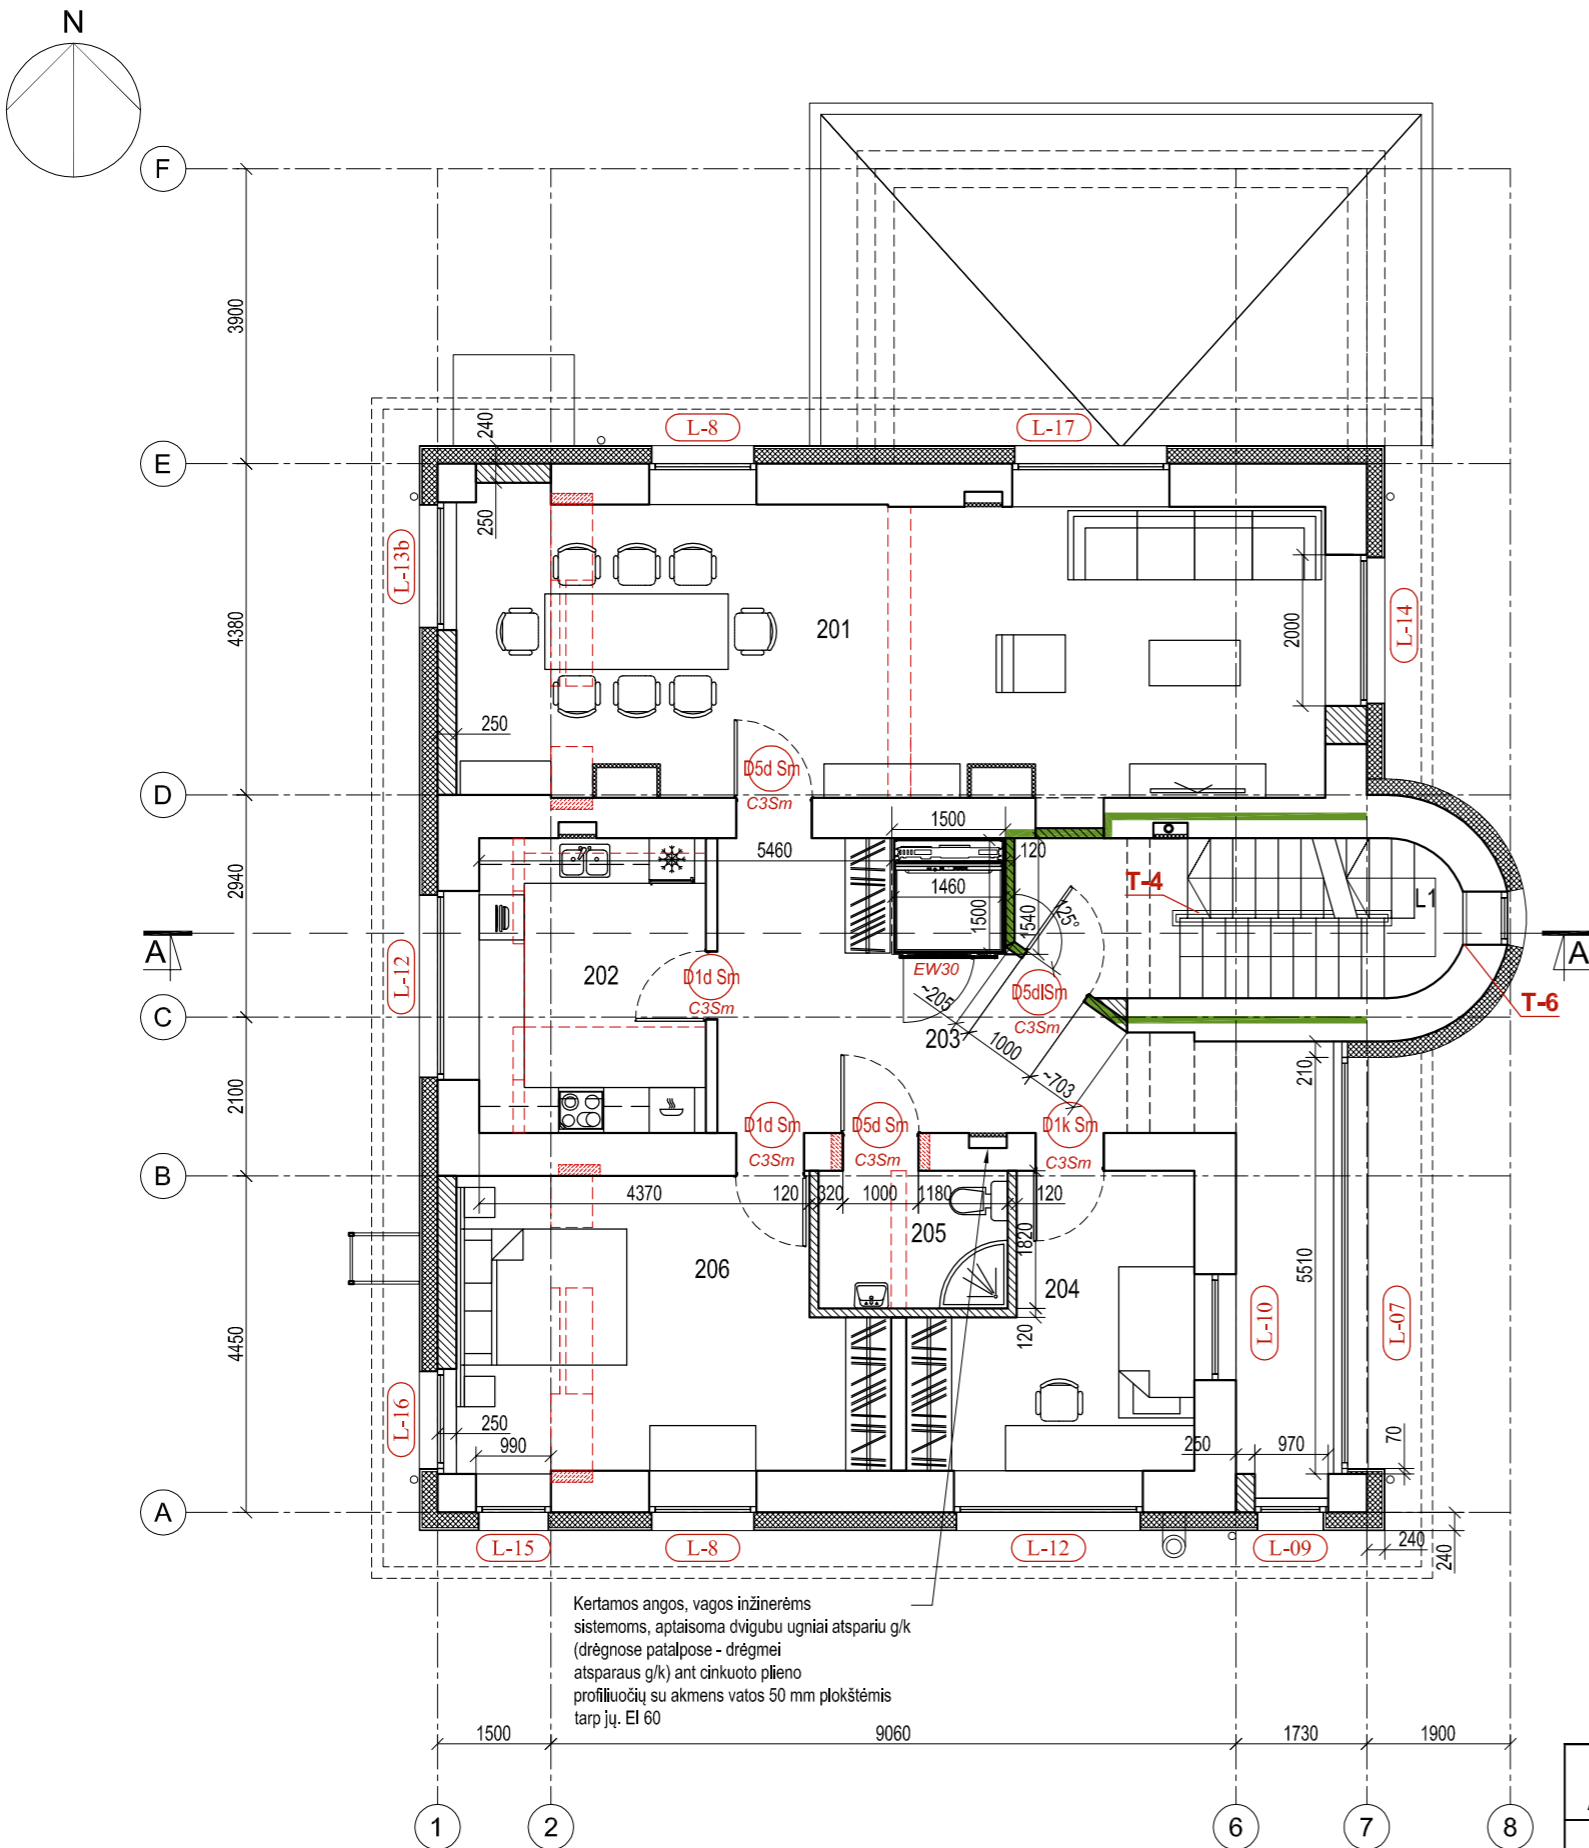 N
F
3900
240
L-8
L-17
E
250
L-13b
4380
201
2000
L-14
250
D5d Sm
C3Sm
D
1500
5460
120
2940
1460
1500
1540
125°
T-4
L1
A
A
L-12
202
D1d Sm
C3Sm
EW30
~205
D5dlSm
C3Sm
T-6
C
203
1000
~703
210
2100
D1d Sm
C3Sm
D5d Sm
C3Sm
D1k Sm
C3Sm
B
4370
120
320
1000
1180
120
205
1820
206
204
5510
L-10
L-07
120
4450
L-16
250
990
250
970
70
A
L-15
L-8
L-12
L-09
240
240
Kertamos angos, vagos inžinerėms
sistemoms, aptaisoma dvigubu ugniai atspariu g/k
(drėgnose patalpose - drėgmei
atsparaus g/k) ant cinkuoto plieno
profiliuočių su akmens vatos 50 mm plokštėmis
tarp jų. EI 60
1500
9060
1730
1900
1
2
6
7
8